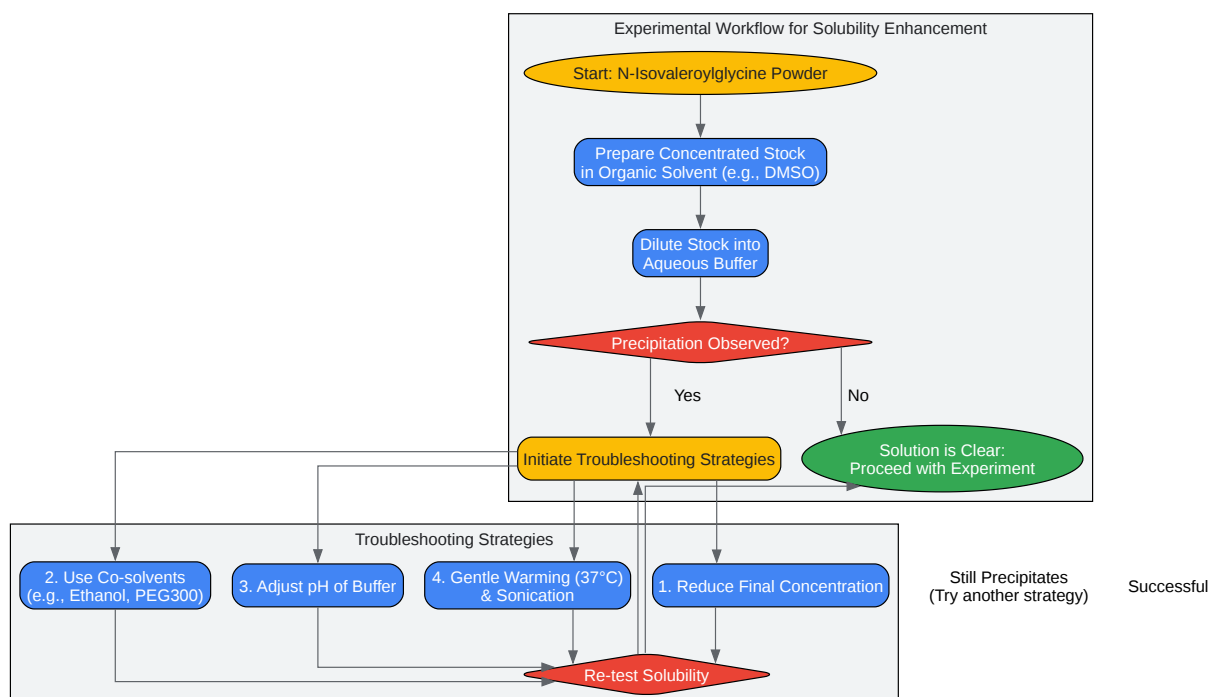 Experimental Workflow for Solubility Enhancement
Start: N-Isovaleroylglycine Powder
Prepare Concentrated Stock
in Organic Solvent (e.g., DMSO)
Dilute Stock into
Aqueous Buffer
Precipitation Observed?
Yes
No
Initiate Troubleshooting Strategies
Solution is Clear:
Proceed with Experiment
Troubleshooting Strategies
2. Use Co-solvents
(e.g., Ethanol, PEG300)
3. Adjust pH of Buffer
4. Gentle Warming (37°C)
& Sonication
1. Reduce Final Concentration
Still Precipitates
(Try another strategy)
Successful
Re-test Solubility